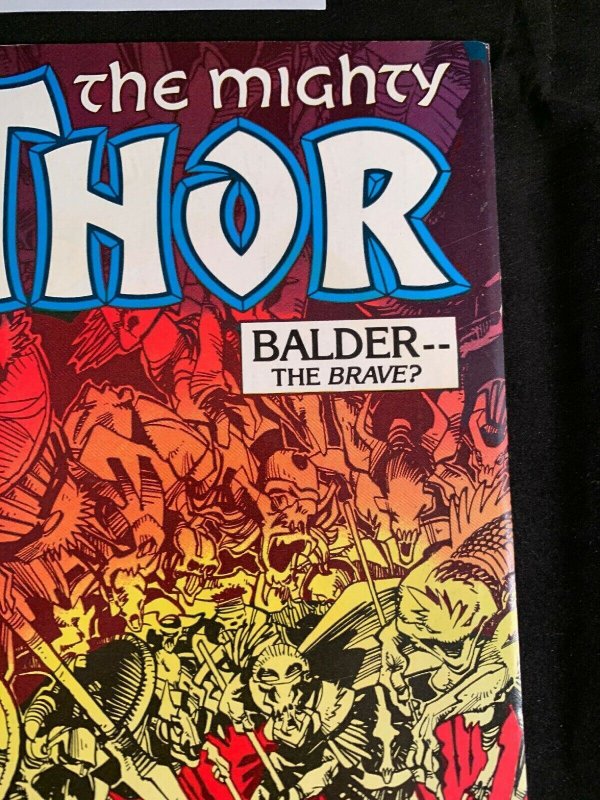 The Mighty
THOR
BALDER--
THE BRAVE?